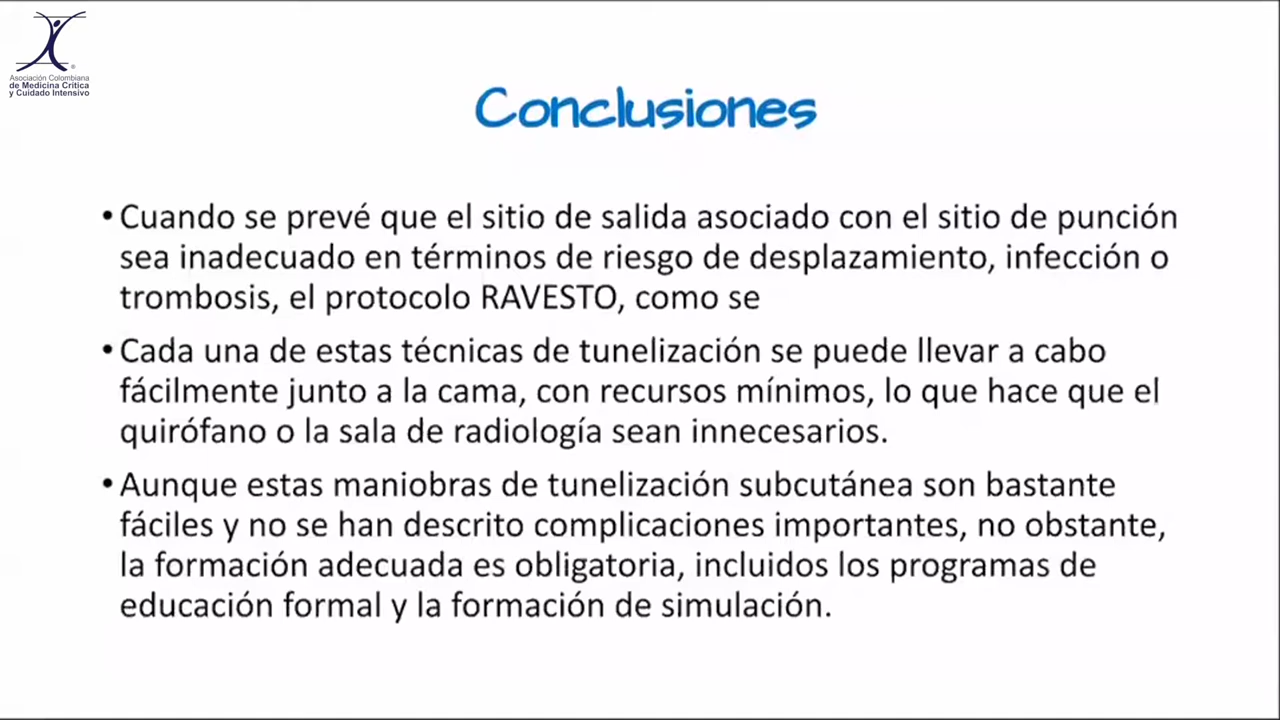 Asociación Colombiana
de Medicina Crítica
y Cuidado Intensivo
Conclusiones
•Cuando se prevé que el sitio de salida asociado con el sitio de punción
sea inadecuado en términos de riesgo de desplazamiento, infección o
trombosis, el protocolo RAVESTO, como se
•Cada una de estas técnicas de tunelización se puede llevar a cabo
fácilmente junto a la cama, con recursos mínimos, lo que hace que el
quirófano o la sala de radiología sean innecesarios.
•Aunque estas maniobras de tunelización subcutánea son bastante
fáciles y no se han descrito complicaciones importantes, no obstante,
la formación adecuada es obligatoria, incluidos los programas de
educación formal y la formación de simulación.